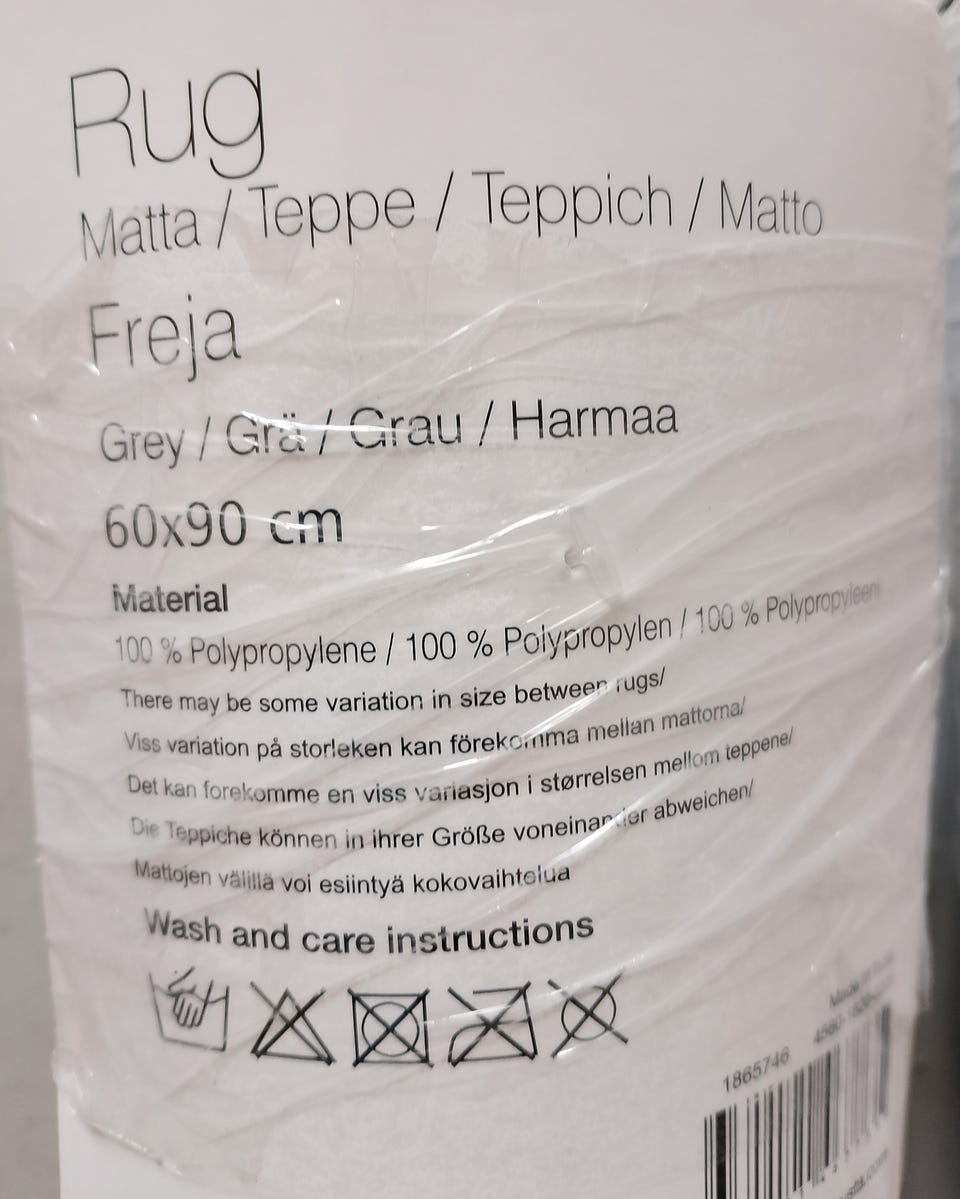 Rug
Matta / Teppe / Teppich / Matto
Freja
Grey / Grå / Grau / Harmaa
60x90 cm
Material
100 % Polypropylene / 100 % Polypropylen / 100 % Polypropyleeni
There may be some variation in size between rugs/
Viss variation på storleken kan förekomma mellan mattorna/
Det kan forekomme en viss variasjon i størrelsen mellom teppene/
Die Teppiche können in ihrer Größe voneinander abweichen/
Mattojen välillä voi esiintyä kokovaihtelua
Wash and care instructions
Made
1865746